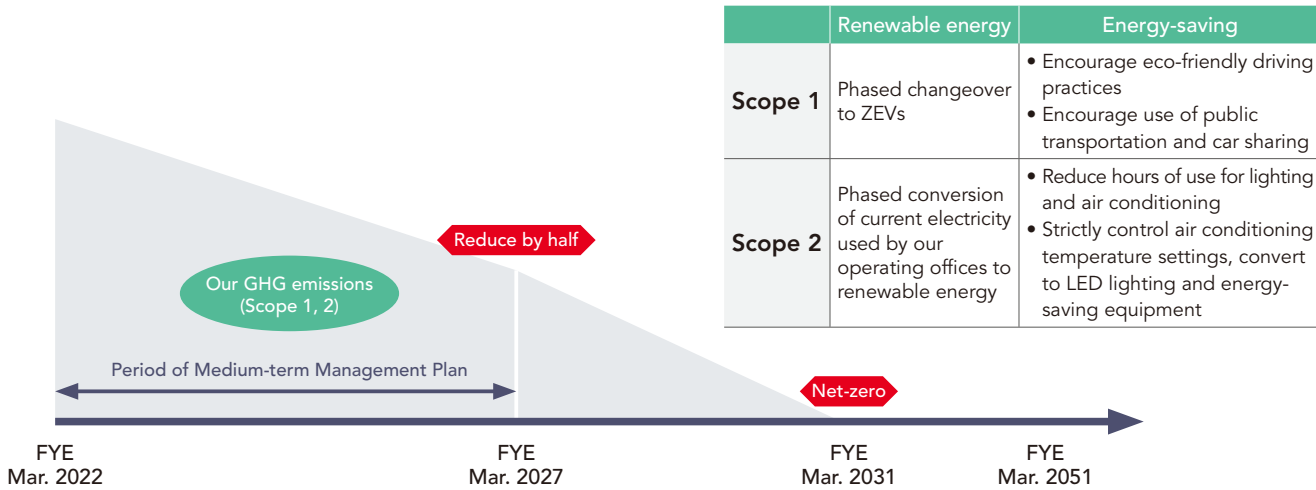 Renewable energy
Energy-saving
Scope 1
Phased changeover
to ZEVs
• Encourage eco-friendly driving
practices
• Encourage use of public
transportation and car sharing
Scope 2
Phased conversion
of current electricity
used by our
operating offices to
renewable energy
• Reduce hours of use for lighting
and air conditioning
• Strictly control air conditioning
temperature settings, convert
to LED lighting and energy-
saving equipment
Reduce by half
Our GHG emissions
(Scope 1, 2)
Period of Medium-term Management Plan
Net-zero
FYE
Mar. 2022
FYE
Mar. 2027
FYE
Mar. 2031
FYE
Mar. 2051